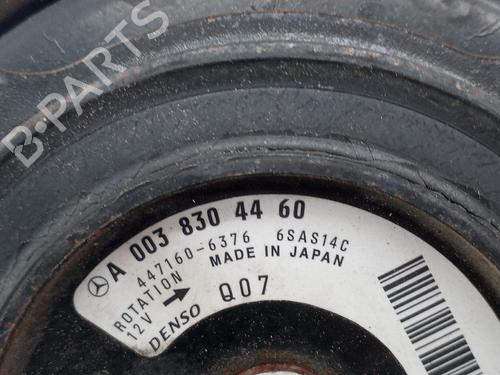 B-PARTS
A 003 830 44 60
447160-6376 6SAS14C
ROTATION → MADE IN JAPAN
12V
DENSO Q07